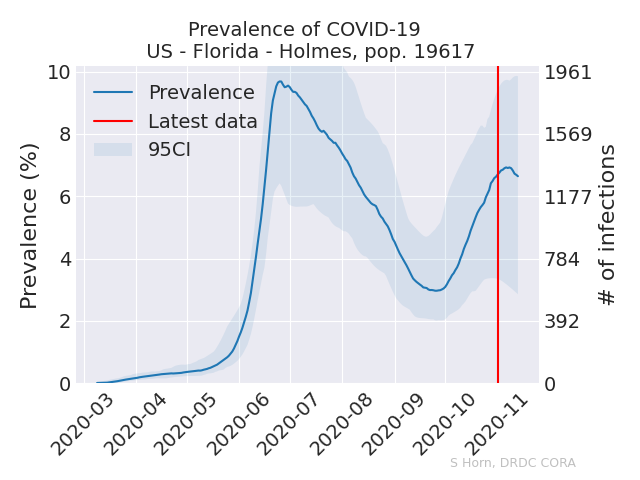 Prevalence of COVID-19
US - Florida - Holmes, pop. 19617
Prevalence
Latest data
95CI
Prevalence (%)
10
8
6
4
2
0
1961
1569
1177
784
392
0
# of infections
2020-03
2020-04
2020-05
2020-06
2020-07
2020-08
2020-09
2020-10
2020-11
S Horn, DRDC CORA